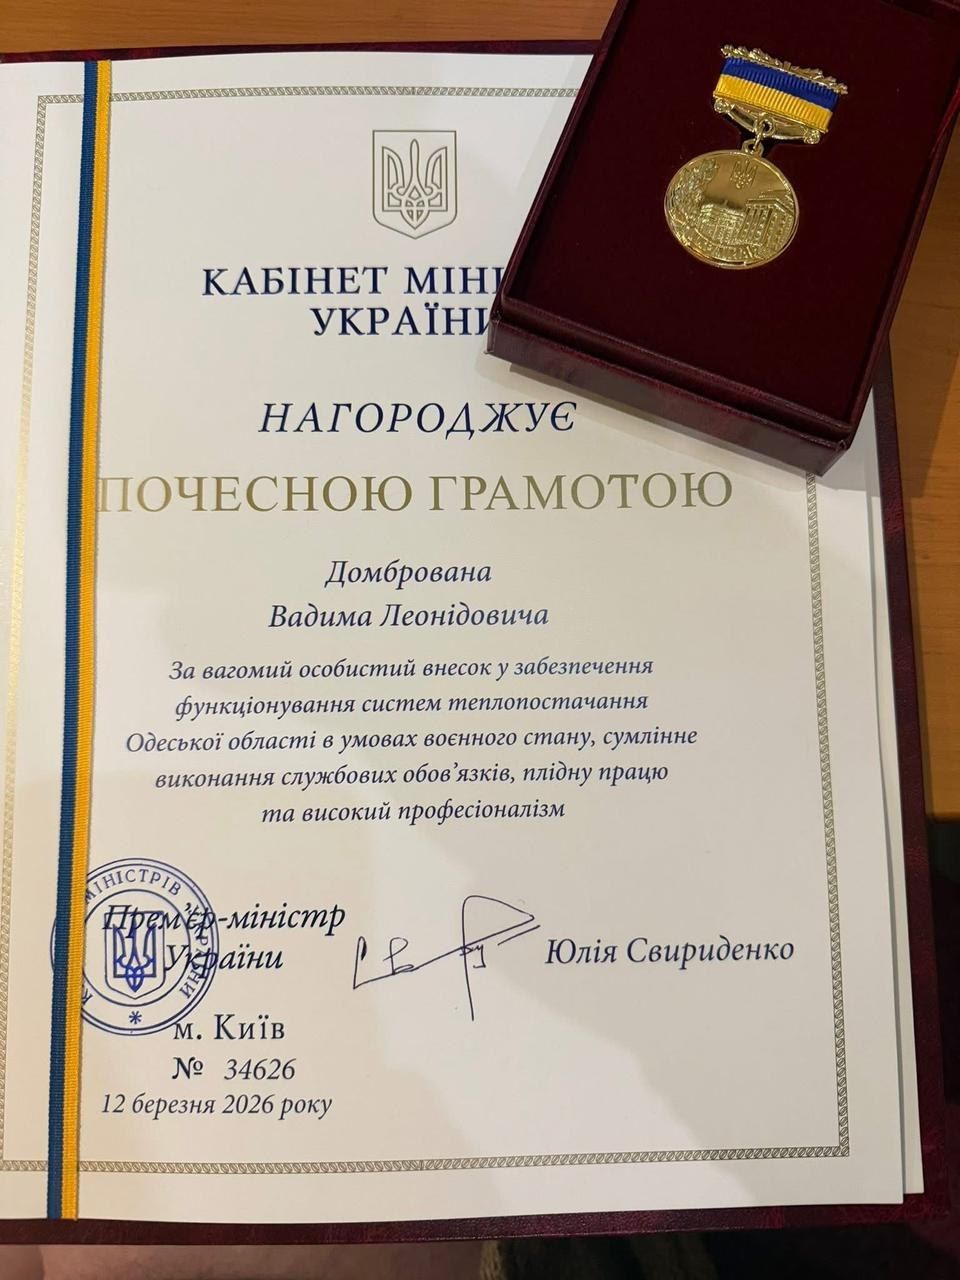 КАБІНЕТ
УКРАЇНИ
НАГОРОДЖУЄ
ПОЧЕСНОЮ ГРАМОТОЮ
Домбрована
Вадима Леонідовича
За вагомий особистий внесок у забезпечення
функціонування систем теплопостачання
Одеської області в умовах воєнного стану, сумлінне
виконання службових обов’язків, плідну працю
та високий професіоналізм
МІНІСТРІВ УКРАЇНИ
Прем’єр-міністр
України
Юлія Свириденко
м. Київ
№ 34626
12 березня 2026 року